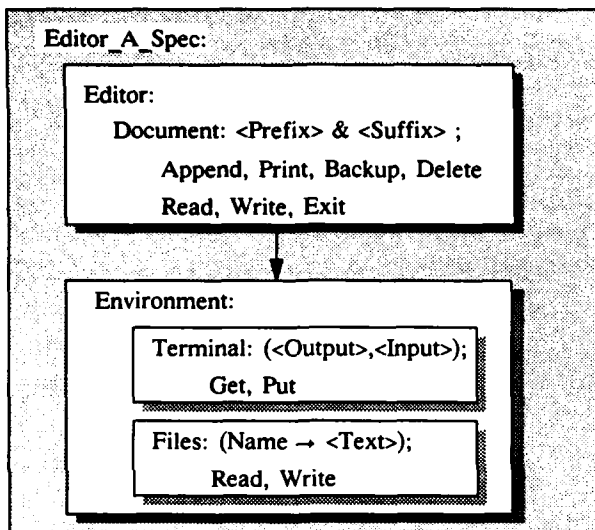 Editor_A_Spec:
Editor:
Document: <Prefix> & <Suffix> ;
Append, Print, Backup, Delete
Read, Write, Exit
Environment:
Terminal: (<Output>,<Input>);
Get, Put
Files: (Name → <Text>);
Read, Write